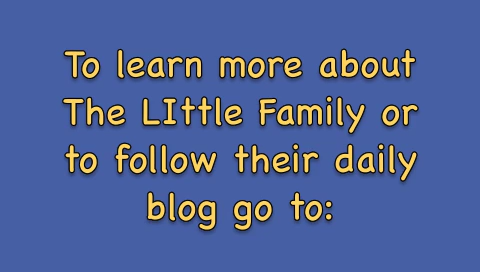 To learn more about
The LIttle Family or
to follow their daily
blog go to: